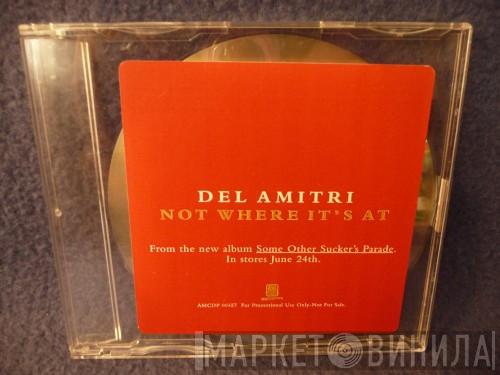 DEL AMITRI
NOT WHERE IT'S AT
From the new album Some Other Sucker's Parade.
In stores June 24th.
AMCDP 00427 For Promotional Use Only-Not For Sale.
МАРКЕТ ВИНИЛА